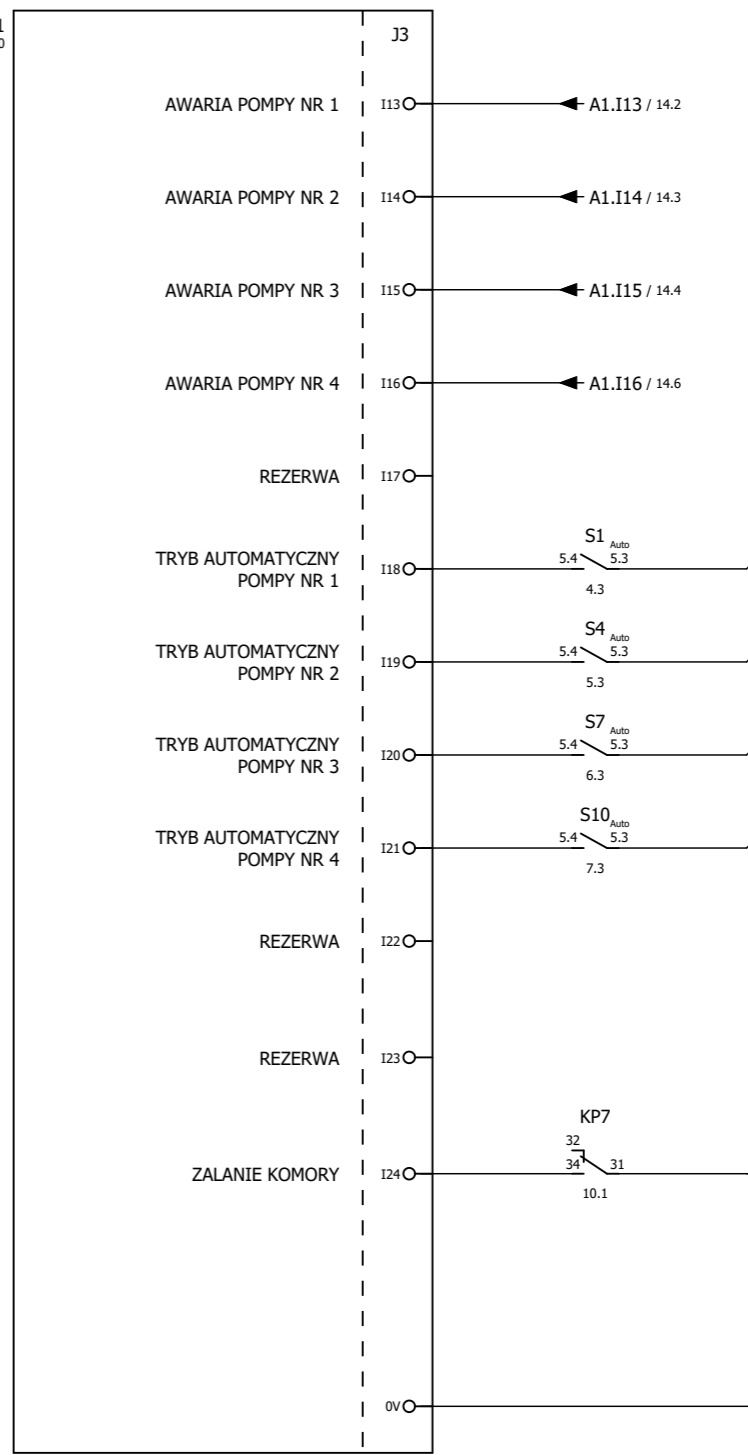 1
0
J3
AWARIA POMPY NR 1 I13 A1.I13 / 14.2
AWARIA POMPY NR 2 I14 A1.I14 / 14.3
AWARIA POMPY NR 3 I15 A1.I15 / 14.4
AWARIA POMPY NR 4 I16 A1.I16 / 14.6
REZERWA I17
S1 Auto
TRYB AUTOMATYCZNY
POMPY NR 1
I18 5.4 5.3
4.3
S4 Auto
TRYB AUTOMATYCZNY
POMPY NR 2
I19 5.4 5.3
5.3
S7 Auto
TRYB AUTOMATYCZNY
POMPY NR 3
I20 5.4 5.3
6.3
S10 Auto
TRYB AUTOMATYCZNY
POMPY NR 4
I21 5.4 5.3
7.3
REZERWA I22
REZERWA I23
KP7
32
ZALANIE KOMORY I24 34 31
10.1
0V